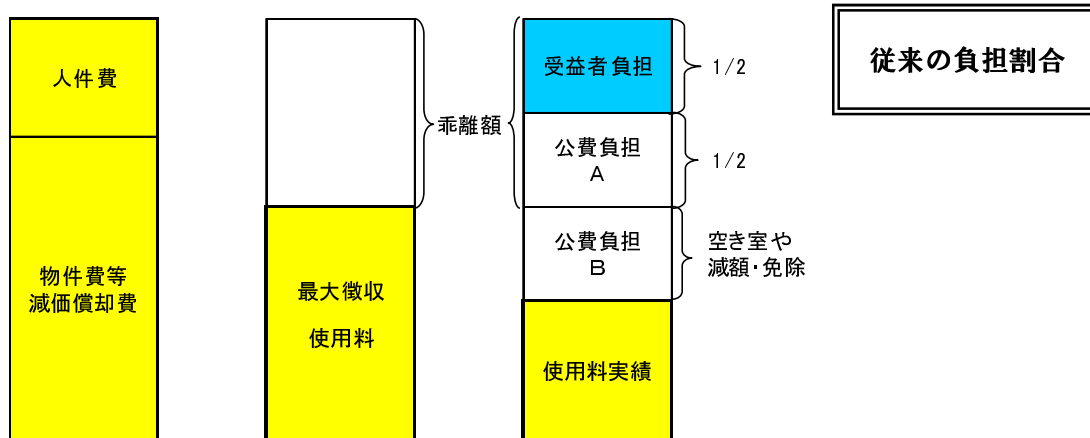 従来の負担割合
人件費
物件費等
減価償却費
最大徴収
使用料
乖離額
受益者負担
1/2
公費負担
A
1/2
公費負担
B
空き室や
減額・免除
使用料実績